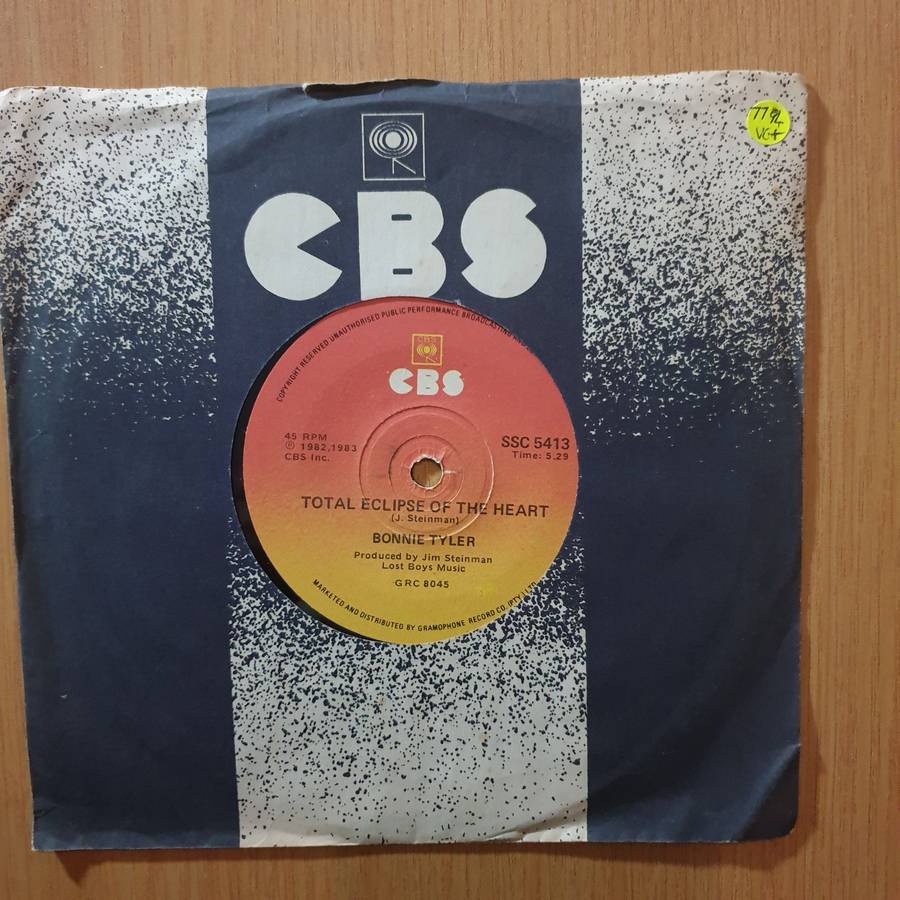 7794
VG+
CBS
COPYRIGHT RESERVED UNAUTHORISED PUBLIC PERFORMANCE BROADCASTING
CBS
CBS
45 RPM
℗ 1982,1983
CBS Inc.
SSC 5413
Time: 5.29
TOTAL ECLIPSE OF THE HEART
(J. Steinman)
BONNIE TYLER
Produced by Jim Steinman
Lost Boys Music
GRC 8045
MARKETED AND DISTRIBUTED BY GRAMOPHONE RECORD CO. (PTY.) LTD.